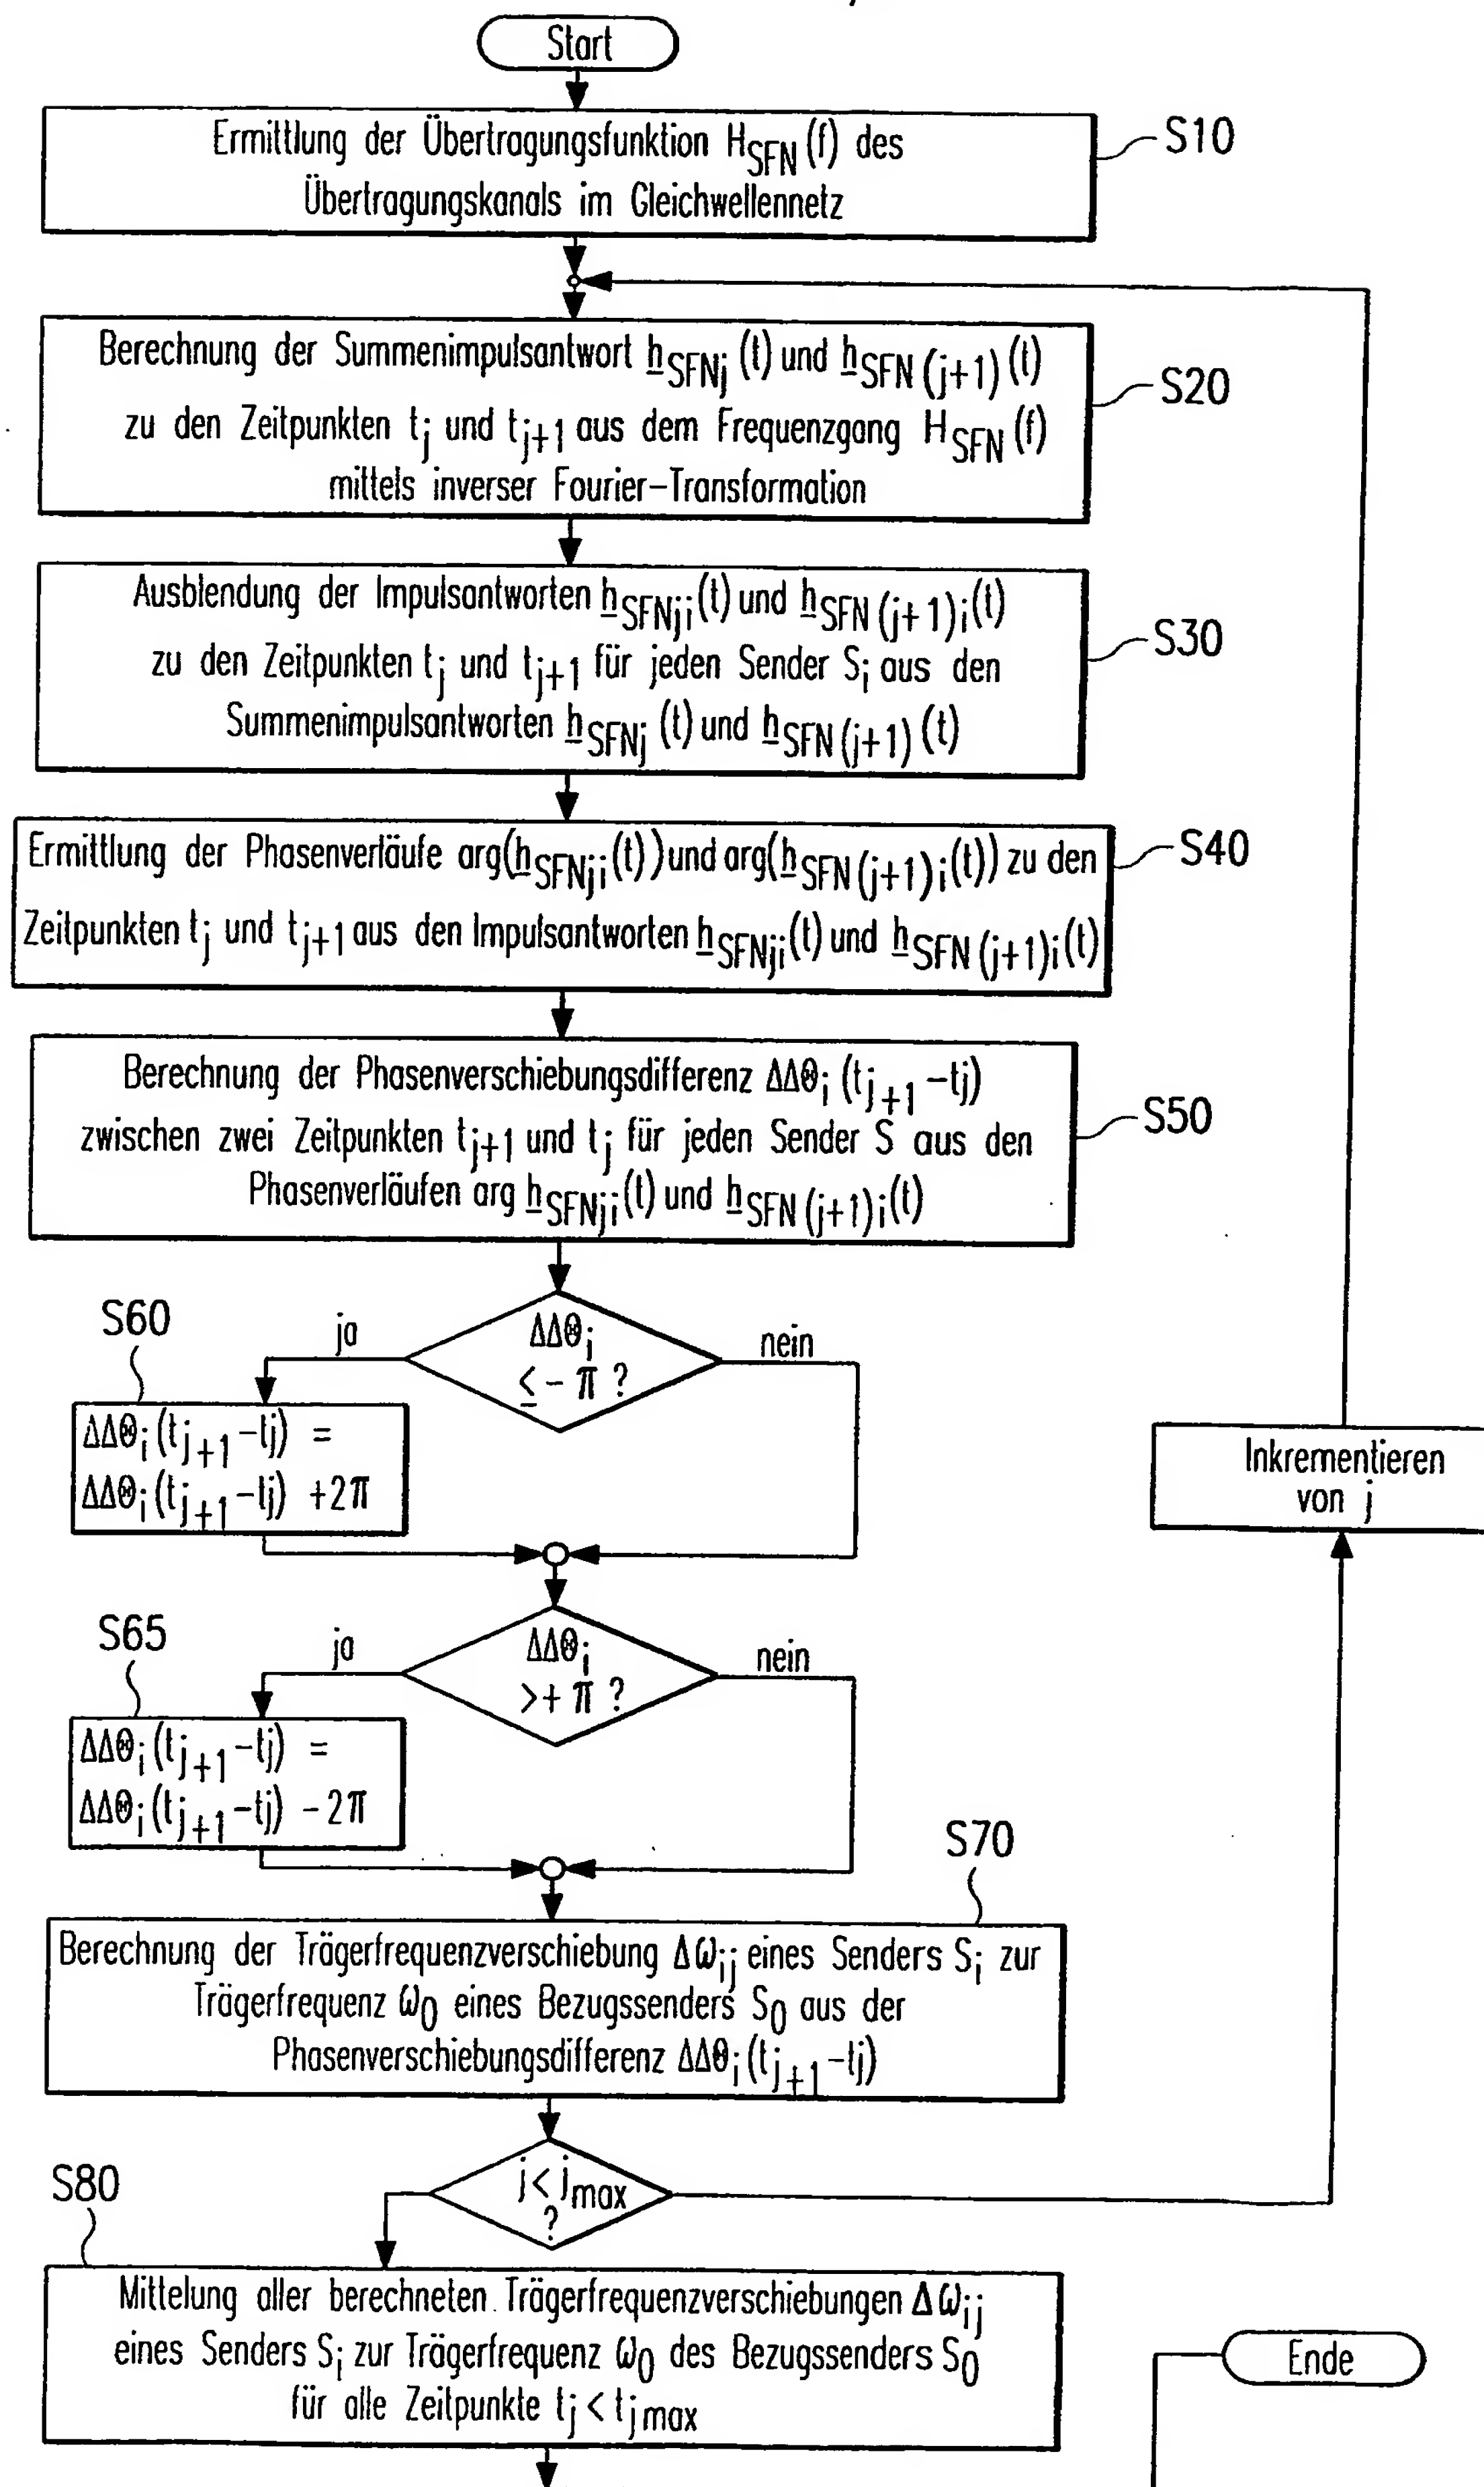 Start
Ermittlung der Übertragungsfunktion H_SFN (f) des
Übertragungskanals im Gleichwellennetz
S10
Berechnung der Summenimpulsantwort h_SFNj (t) und h_SFN (j+1) (t)
zu den Zeitpunkten t_j und t_j+1 aus dem Frequenzgang H_SFN (f)
mittels inverser Fourier-Transformation
S20
Ausblendung der Impulsantworten h_SFNji (t) und h_SFN (j+1)i (t)
zu den Zeitpunkten t_j und t_j+1 für jeden Sender S_i aus den
Summenimpulsantworten h_SFNj (t) und h_SFN (j+1) (t)
S30
Ermittlung der Phasenverläufe arg(h_SFNji (t)) und arg(h_SFN (j+1)i (t)) zu den
Zeitpunkten t_j und t_j+1 aus den Impulsantworten h_SFNji (t) und h_SFN (j+1)i (t)
S40
Berechnung der Phasenverschiebungsdifferenz ΔΔΘ_i (t_j+1 -t_j)
zwischen zwei Zeitpunkten t_j+1 und t_j für jeden Sender S aus den
Phasenverläufen arg h_SFNji (t) und h_SFN (j+1)i (t)
S50
ΔΔΘ_i
≤ - π ?
ja
nein
S60
ΔΔΘ_i (t_j+1 -t_j) =
ΔΔΘ_i (t_j+1 -t_j) +2π
Inkrementieren
von j
ΔΔΘ_i
>+ π ?
ja
nein
S65
ΔΔΘ_i (t_j+1 -t_j) =
ΔΔΘ_i (t_j+1 -t_j) -2π
S70
Berechnung der Trägerfrequenzverschiebung Δω_ij eines Senders S_i zur
Trägerfrequenz ω_0 eines Bezugssenders S_0 aus der
Phasenverschiebungsdifferenz ΔΔΘ_i (t_j+1 -t_j)
j < j_max
?
S80
Mittelung aller berechneten Trägerfrequenzverschiebungen Δω_ij
eines Senders S_i zur Trägerfrequenz ω_0 des Bezugssenders S_0
für alle Zeitpunkte t_j < t_jmax
Ende